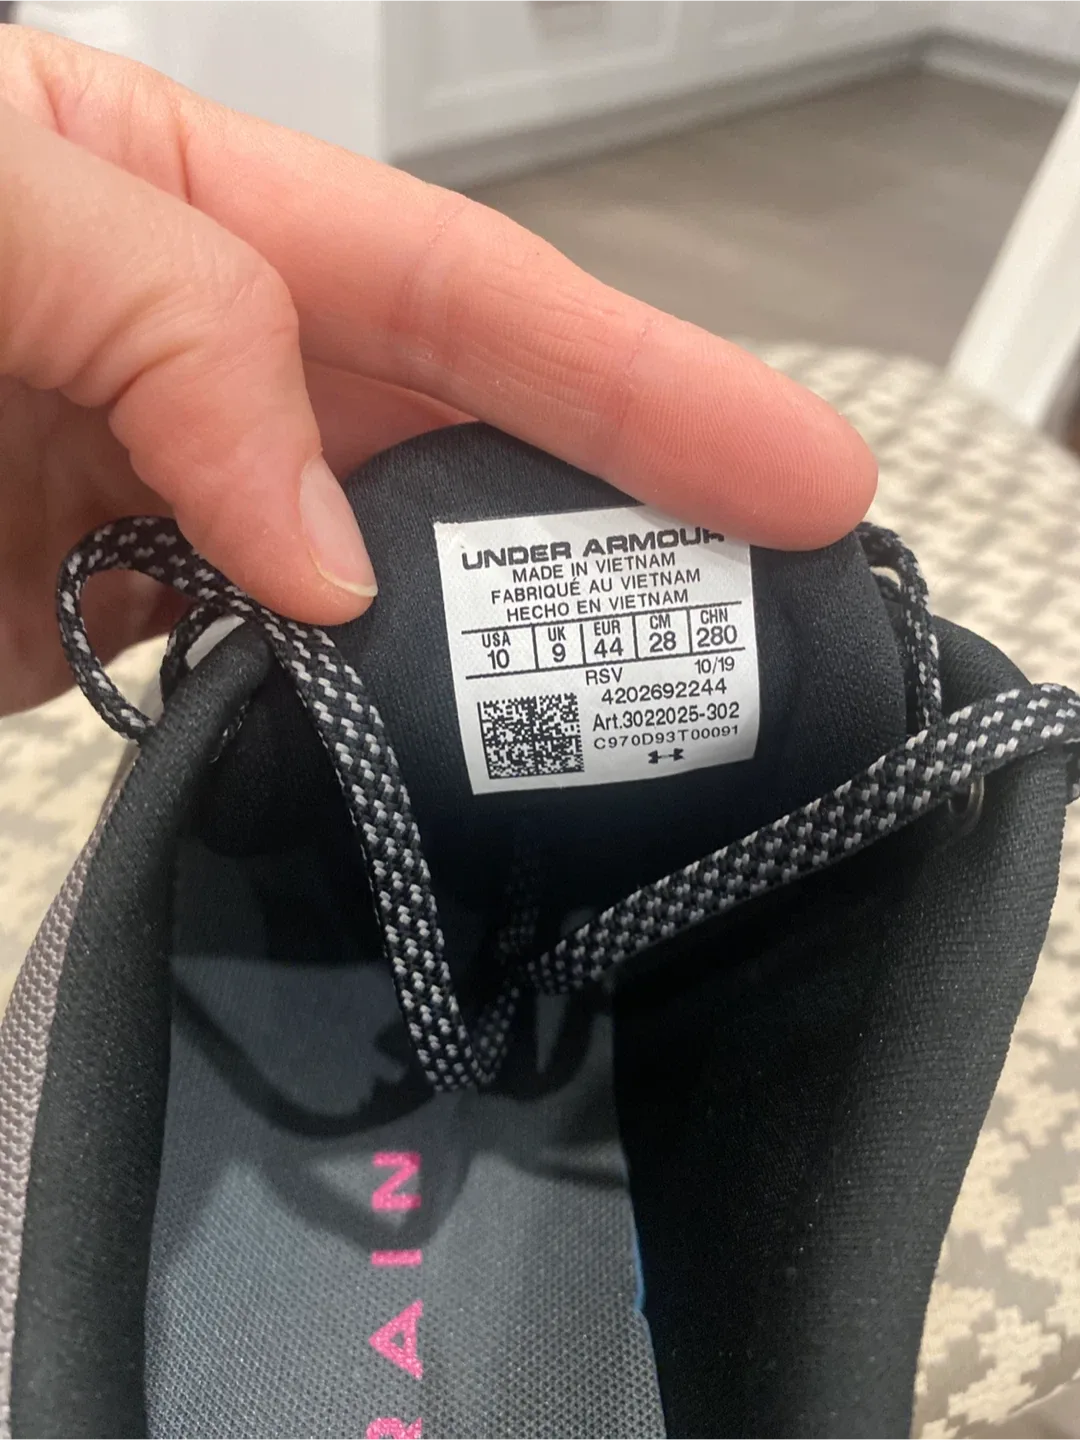 UNDER ARMOUR
MADE IN VIETNAM
FABRIQUÉ AU VIETNAM
HECHO EN VIETNAM
USA UK EUR CM CHN
10 9 44 28 280
RSV 10/19
4202692244
Art.3022025-302
C970D93T00091
RAIN